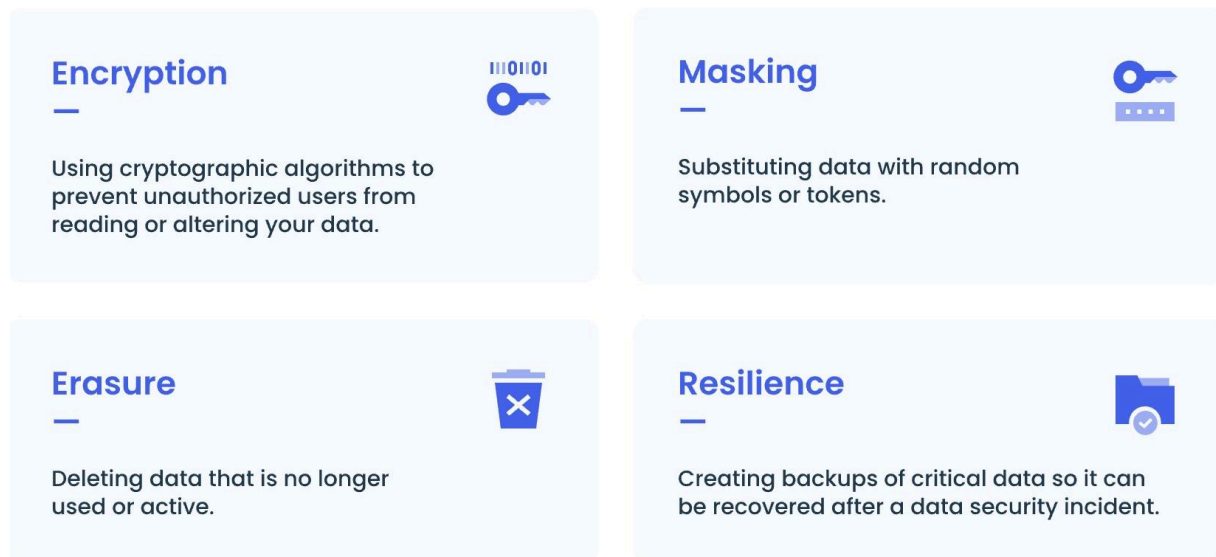 Encryption
Using cryptographic algorithms to
prevent unauthorized users from
reading or altering your data.
Masking
Substituting data with random
symbols or tokens.
Erasure
Deleting data that is no longer
used or active.
Resilience
Creating backups of critical data so it can
be recovered after a data security incident.